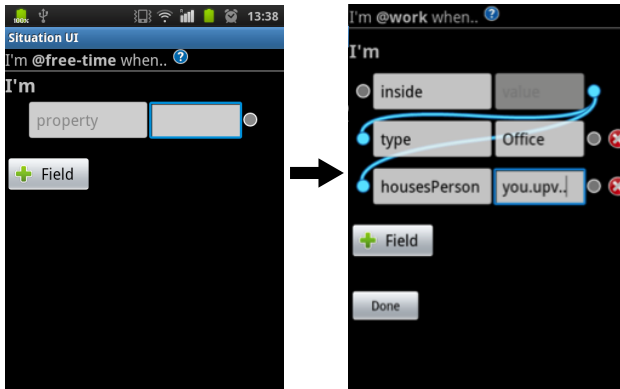 100%
13:38
Situation UI
I'm @free-time when..
?
I'm
property
Field
I'm @work when..
?
I'm
inside
value
type
Office
housesPerson
you.upv..
Field
Done